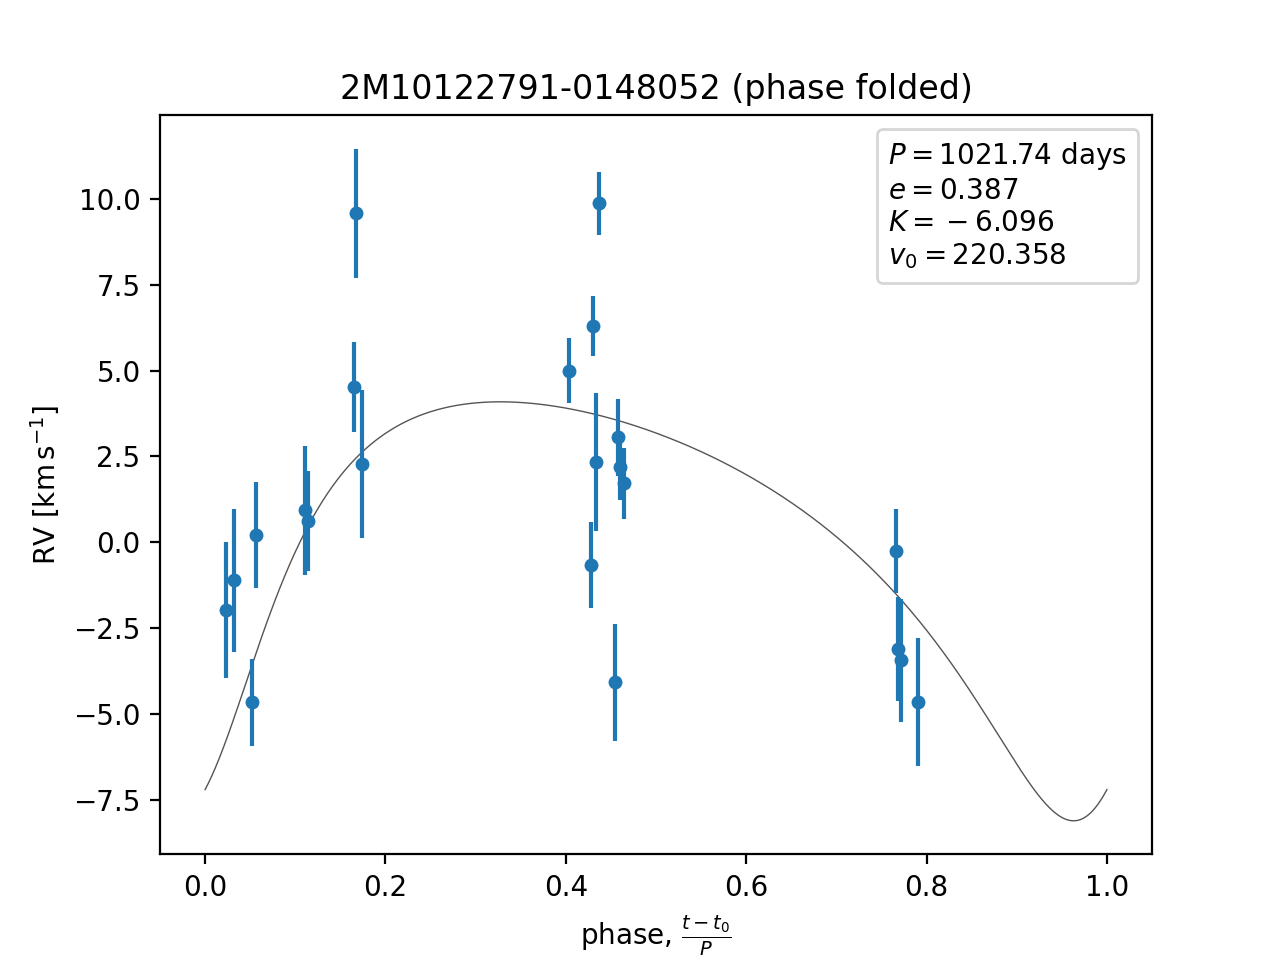 2M10122791-0148052 (phase folded)
P = 1021.74 days
e = 0.387
K = −6.096
v₀ = 220.358
10.0
7.5
5.0
2.5
0.0
−2.5
−5.0
−7.5
RV [km s⁻¹]
0.0 0.2 0.4 0.6 0.8 1.0
phase, (t − t₀)/P